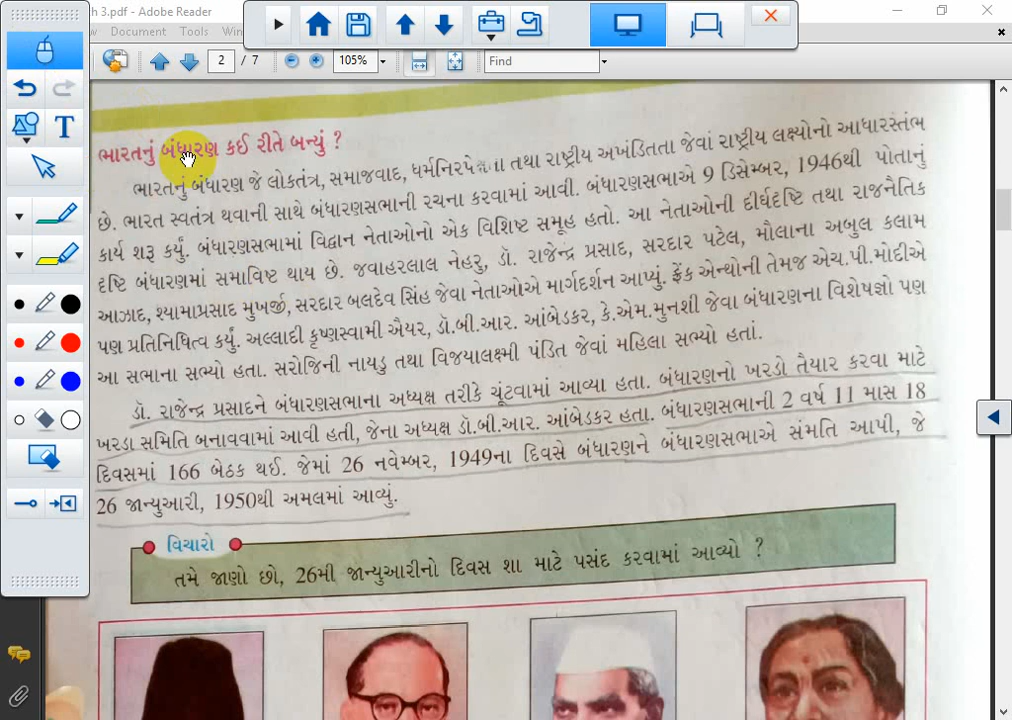 h 3.pdf - Adobe Reader
w Document Tools Win
2 / 7 105% Find
ભારતનું બંધારણ કઈ રીતે બન્યું ?
ભારતનું બંધારણ જે લોકતંત્ર, સમાજવાદ, ધર્મનિરપેક્ષતા તથા રાષ્ટ્રીય અખંડિતતા જેવાં રાષ્ટ્રીય લક્ષ્યોનો આધારસ્તંભ
છે. ભારત સ્વતંત્ર થવાની સાથે બંધારણસભાની રચના કરવામાં આવી. બંધારણસભાએ 9 ડિસેમ્બર, 1946થી પોતાનું
કાર્ય શરૂ કર્યું. બંધારણસભામાં વિદ્વાન નેતાઓનો એક વિશિષ્ટ સમૂહ હતો. આ નેતાઓની દીર્ઘદૃષ્ટિ તથા રાજનૈતિક
દૃષ્ટિ બંધારણમાં સમાવિષ્ટ થાય છે. જવાહરલાલ નેહરુ, ડૉ. રાજેન્દ્ર પ્રસાદ, સરદાર પટેલ, મૌલાના અબુલ કલામ
આઝાદ, શ્યામાપ્રસાદ મુખર્જી, સરદાર બલદેવ સિંહ જેવા નેતાઓએ માર્ગદર્શન આપ્યું. ફ્રેંક એન્થોની તેમજ એચ.પી.મોદીએ
પણ પ્રતિનિધિત્વ કર્યું. અલ્લાદી કૃષ્ણસ્વામી ઐયર, ડૉ.બી.આર. આંબેડકર, કે.એમ.મુનશી જેવા બંધારણના વિશેષજ્ઞો પણ
આ સભાના સભ્યો હતા. સરોજિની નાયડુ તથા વિજયાલક્ષ્મી પંડિત જેવાં મહિલા સભ્યો હતાં.
ડૉ. રાજેન્દ્ર પ્રસાદને બંધારણસભાના અધ્યક્ષ તરીકે ચૂંટવામાં આવ્યા હતા. બંધારણનો ખરડો તૈયાર કરવા માટે
ખરડા સમિતિ બનાવવામાં આવી હતી, જેના અધ્યક્ષ ડૉ.બી.આર. આંબેડકર હતા. બંધારણસભાની 2 વર્ષ 11 માસ 18
દિવસમાં 166 બેઠક થઈ. જેમાં 26 નવેમ્બર, 1949ના દિવસે બંધારણને બંધારણસભાએ સંમતિ આપી, જે
26 જાન્યુઆરી, 1950થી અમલમાં આવ્યું.
વિચારો
તમે જાણો છો, 26મી જાન્યુઆરીનો દિવસ શા માટે પસંદ કરવામાં આવ્યો ?